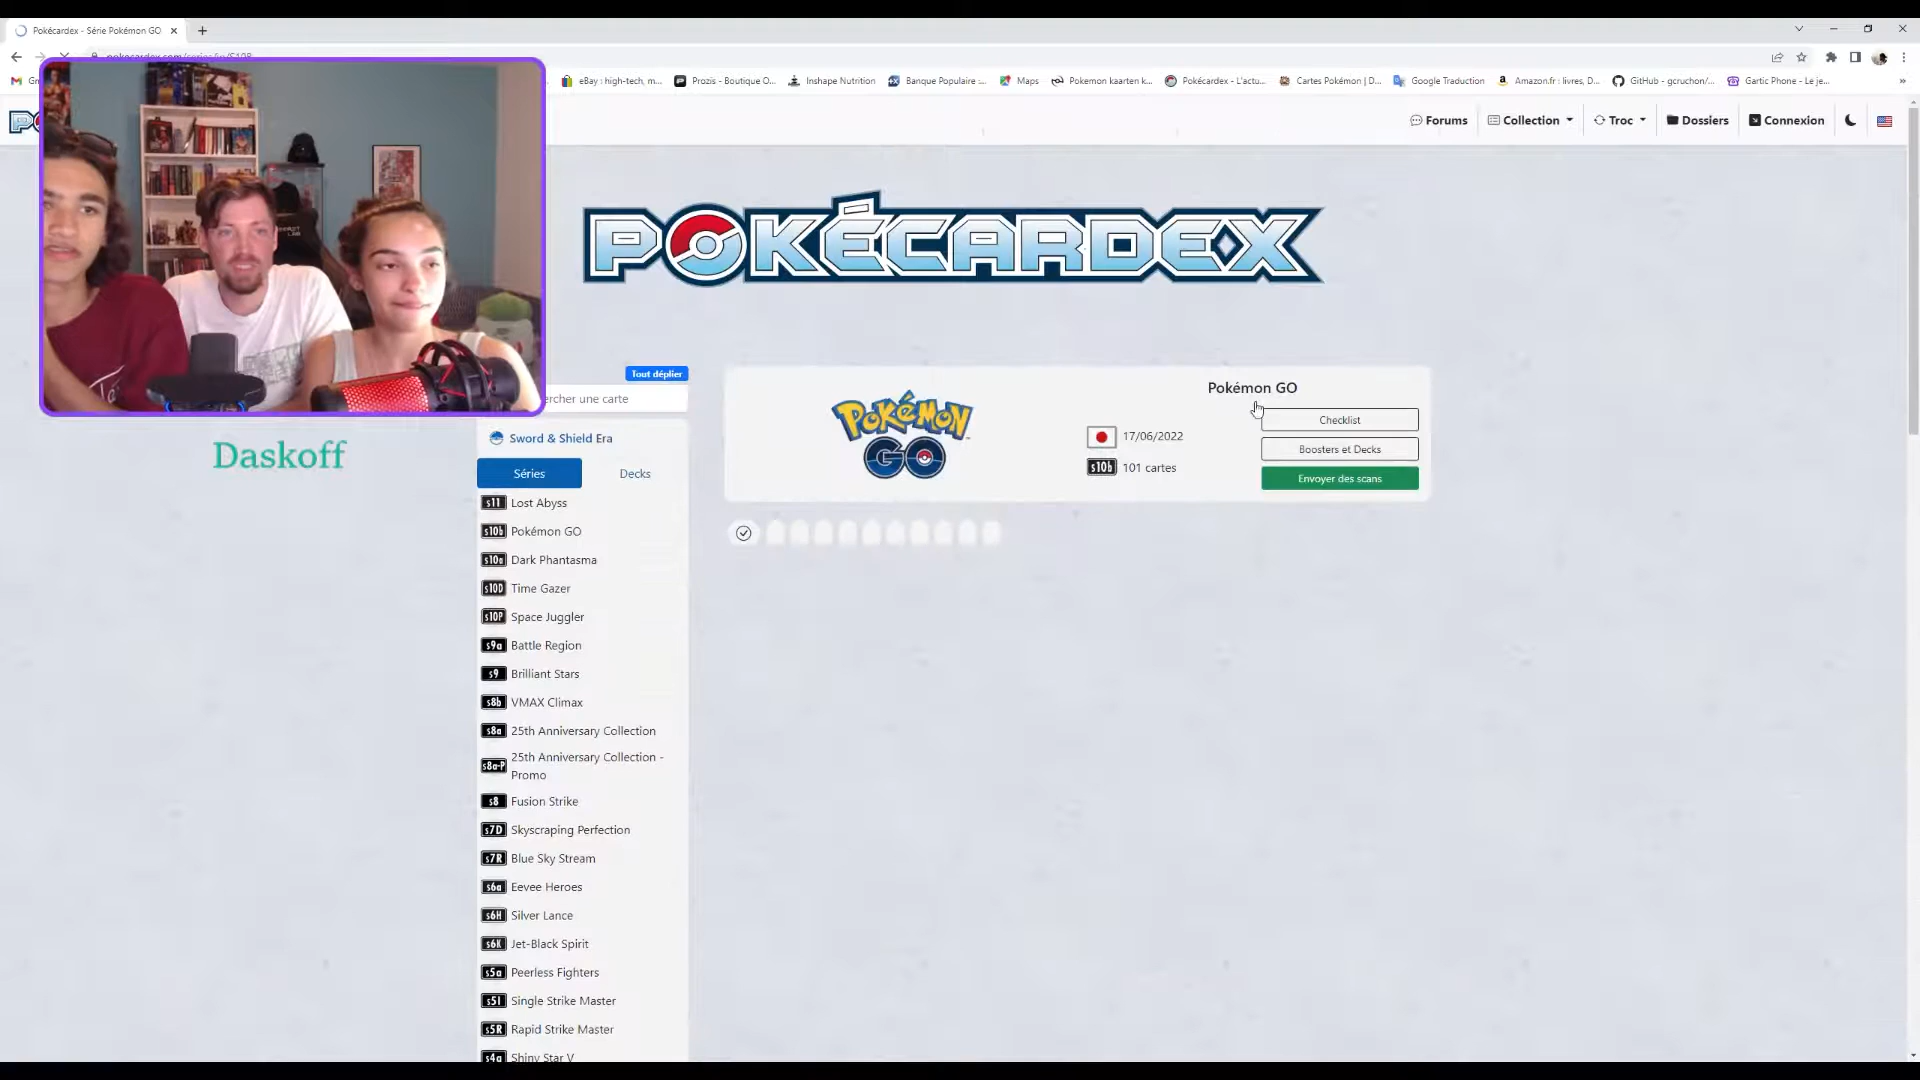 Pokécardex - Série Pokémon GO
eBay : high-tech, m...
Prozis - Boutique O...
Inshape Nutrition
Banque Populaire :...
Maps
Pokemon kaarten k...
Pokécardex - L'actu...
Cartes Pokémon | D...
Google Traduction
Amazon.fr : livres, D...
GitHub - gcruchon/...
Gartic Phone - Le je...
Forums
Collection
Troc
Dossiers
Connexion
POKÉCARDEX
Tout déplier
ercher une carte
Daskoff
Sword & Shield Era
Séries
Decks
s11 Lost Abyss
s10b Pokémon GO
s10a Dark Phantasma
s10D Time Gazer
s10P Space Juggler
s9a Battle Region
s9 Brilliant Stars
s8b VMAX Climax
s8a 25th Anniversary Collection
s8a-P 25th Anniversary Collection -
Promo
s8 Fusion Strike
s7D Skyscraping Perfection
s7R Blue Sky Stream
s6a Eevee Heroes
s6H Silver Lance
s6K Jet-Black Spirit
s5a Peerless Fighters
s5I Single Strike Master
s5R Rapid Strike Master
s4a Shiny Star V
Pokémon GO
POKÉMON
GO
17/06/2022
s10b 101 cartes
Checklist
Boosters et Decks
Envoyer des scans